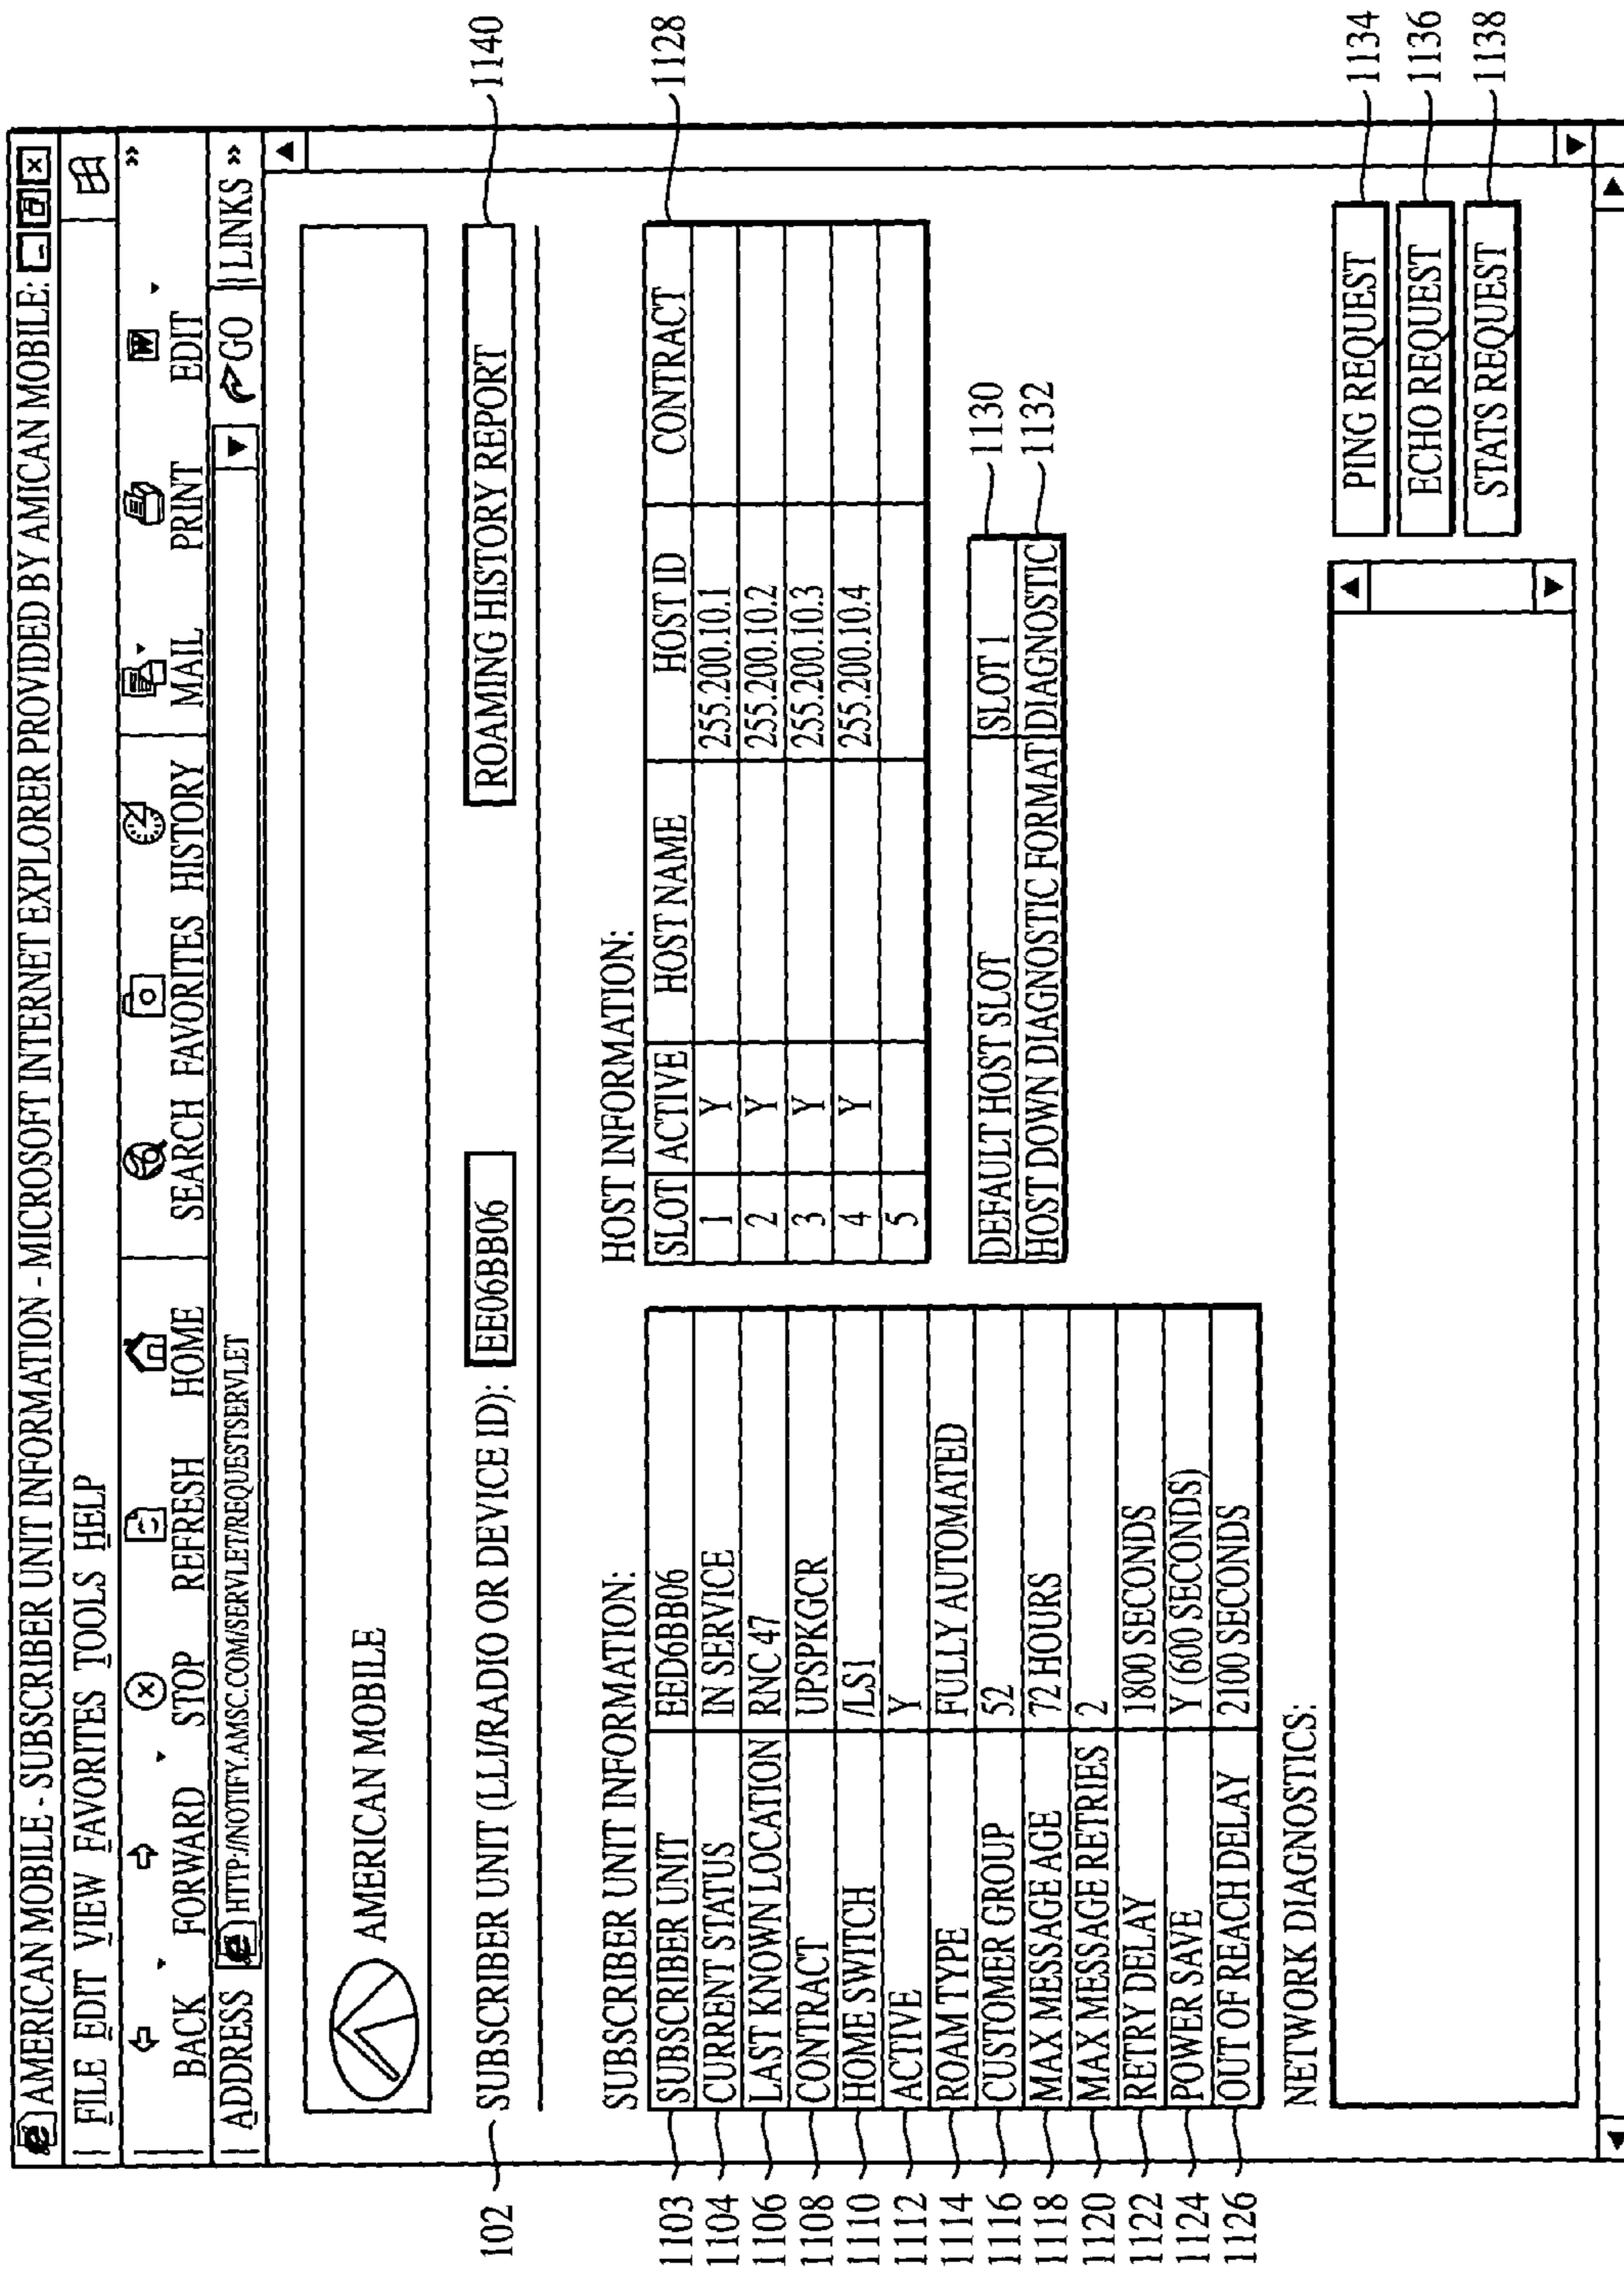 AMERICAN MOBILE - SUBSCRIBER UNIT INFORMATION - MICROSOFT INTERNET EXPLORER PROVIDED BY AMICAN MOBILE:
FILE EDIT VIEW FAVORITES TOOLS HELP
BACK FORWARD STOP REFRESH HOME SEARCH FAVORITES HISTORY MAIL PRINT EDIT »
ADDRESS HTTP://NOTIFY.AMSC.COM/SERVLET/REQUESTSERVLET GO LINKS »
AMERICAN MOBILE
102 SUBSCRIBER UNIT (LLI/RADIO OR DEVICE ID): EE06BB06 ROAMING HISTORY REPORT 1140
SUBSCRIBER UNIT INFORMATION:
1103 SUBSCRIBER UNIT EED6BB06
1104 CURRENT STATUS IN SERVICE
1106 LAST KNOWN LOCATION RNC 47
1108 CONTRACT UPSPKGCR
1110 HOME SWITCH /LS1
1112 ACTIVE Y
1114 ROAM TYPE FULLY AUTOMATED
1116 CUSTOMER GROUP 52
1118 MAX MESSAGE AGE 72 HOURS
1120 MAX MESSAGE RETRIES 2
1122 RETRY DELAY 1800 SECONDS
1124 POWER SAVE Y (600 SECONDS)
1126 OUT OF REACH DELAY 2100 SECONDS
HOST INFORMATION:
SLOT ACTIVE HOST NAME HOST ID CONTRACT 1128
1 Y 255.200.10.1
2 Y 255.200.10.2
3 Y 255.200.10.3
4 Y 255.200.10.4
5
DEFAULT HOST SLOT SLOT 1 1130
HOST DOWN DIAGNOSTIC FORMAT DIAGNOSTIC 1132
NETWORK DIAGNOSTICS:
PING REQUEST 1134
ECHO REQUEST 1136
STATS REQUEST 1138